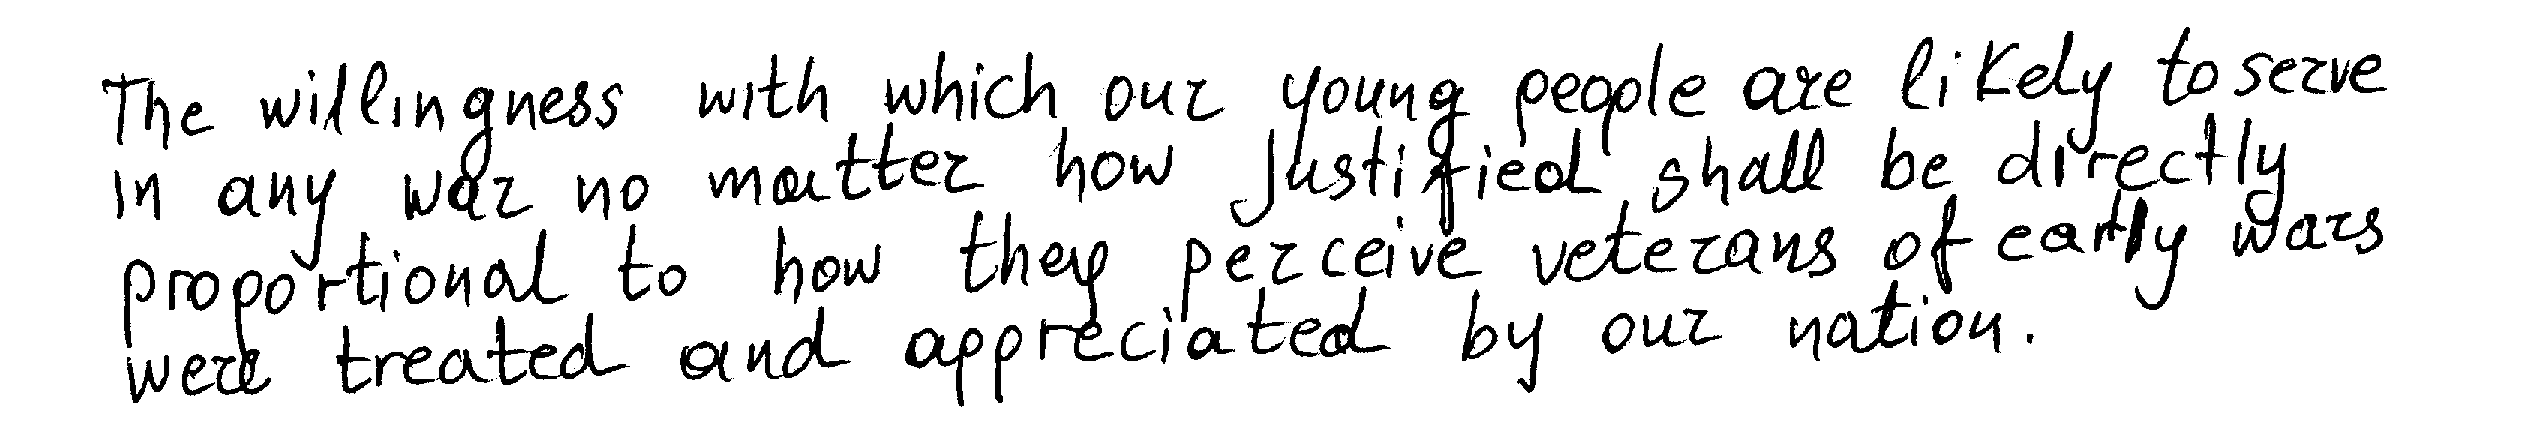 The willingness with which our young people are likely to serve
in any war no matter how justified shall be directly
proportional to how they perceive veterans of early wars
were treated and appreciated by our nation.